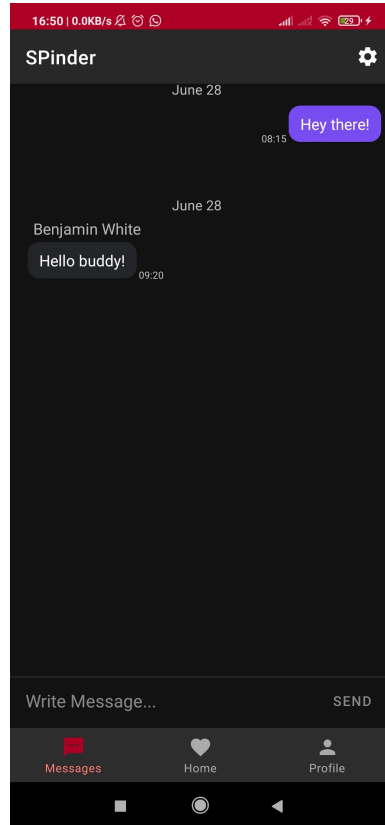 16:50 | 0.0KB/s
29
SPinder
June 28
Hey there!
08:15
June 28
Benjamin White
Hello buddy!
09:20
Write Message...
SEND
Messages
Home
Profile